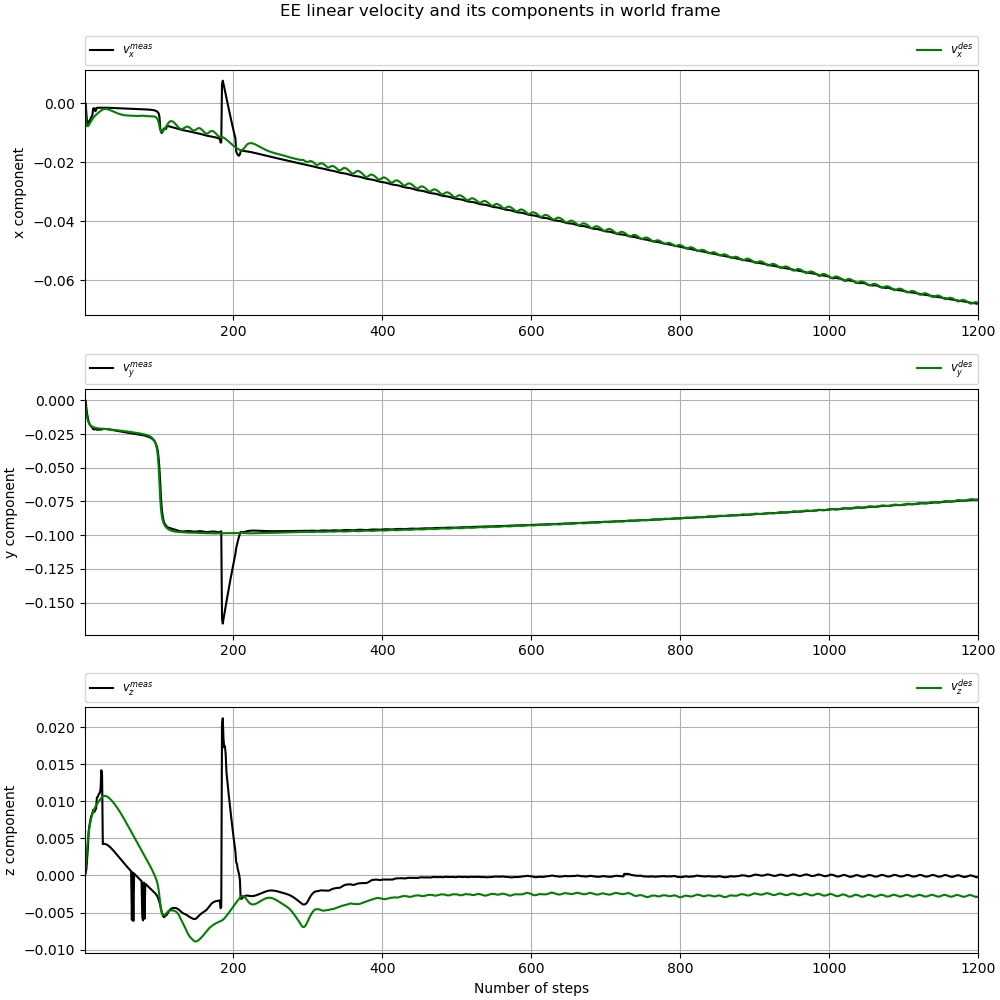 EE linear velocity and its components in world frame
v_x^meas v_x^des
0.00
−0.02
−0.04
−0.06
x component
200 400 600 800 1000 1200
v_y^meas v_y^des
0.000
−0.025
−0.050
−0.075
−0.100
−0.125
−0.150
y component
200 400 600 800 1000 1200
v_z^meas v_z^des
0.020
0.015
0.010
0.005
0.000
−0.005
−0.010
z component
200 400 600 800 1000 1200
Number of steps